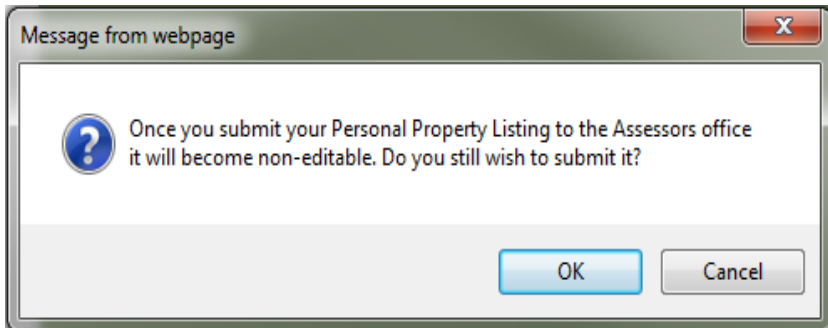 Message from webpage
Once you submit your Personal Property Listing to the Assessors office
it will become non-editable. Do you still wish to submit it?
OK
Cancel